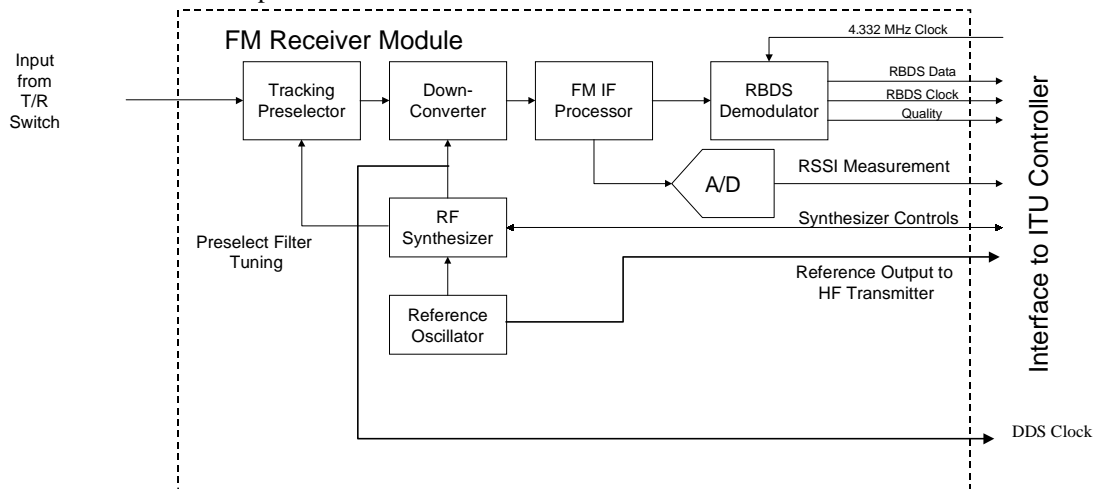 FM Receiver Module
4.332 MHz Clock
Input
from
T/R
Switch
Tracking
Preselector
Down-
Converter
FM IF
Processor
RBDS
Demodulator
RBDS Data
RBDS Clock
Quality
A/D
RSSI Measurement
RF
Synthesizer
Synthesizer Controls
Preselect Filter
Tuning
Reference Output to
HF Transmitter
Reference
Oscillator
Interface to ITU Controller
DDS Clock